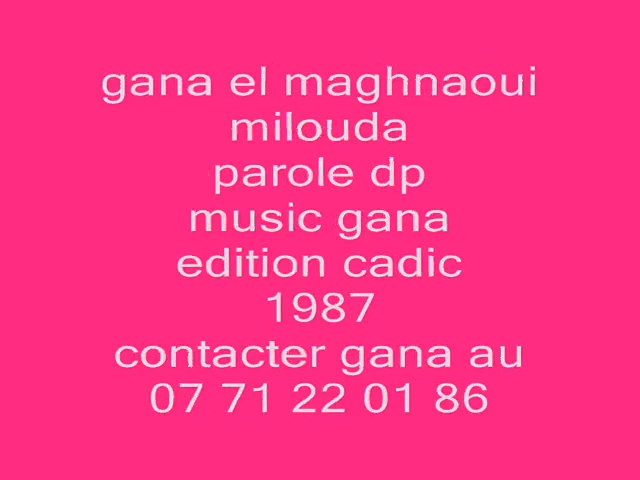 gana el maghnaoui
milouda
parole dp
music gana
edition cadic
1987
contacter gana au
07 71 22 01 86